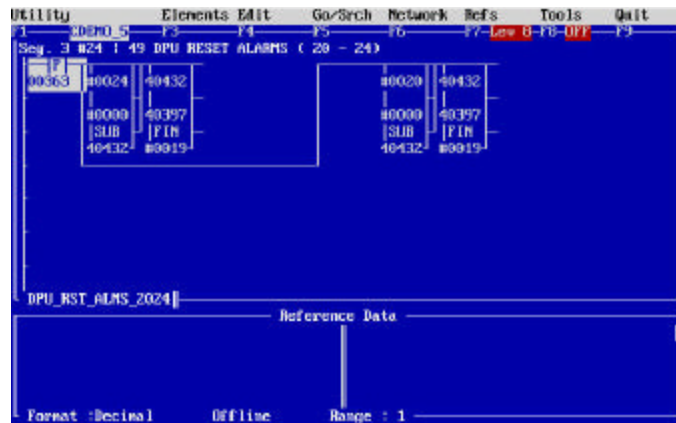 Utility Elements Edit Go/Srch Network Refs Tools Quit
F1 CDEMO_5 F3 F4 F5 F6 F7-Lev 8-F8-OFF F9
Seg. 3 #24 : 49 DPU RESET ALARMS ( 20 - 24)
F
00363 #0024 40432 #0020 40432
#0000 40397 #0000 40397
SUB FIN SUB FIN
40432 #0019 40432 #0019
DPU_RST_ALMS_2024
Reference Data
Format :Decimal Offline Range : 1